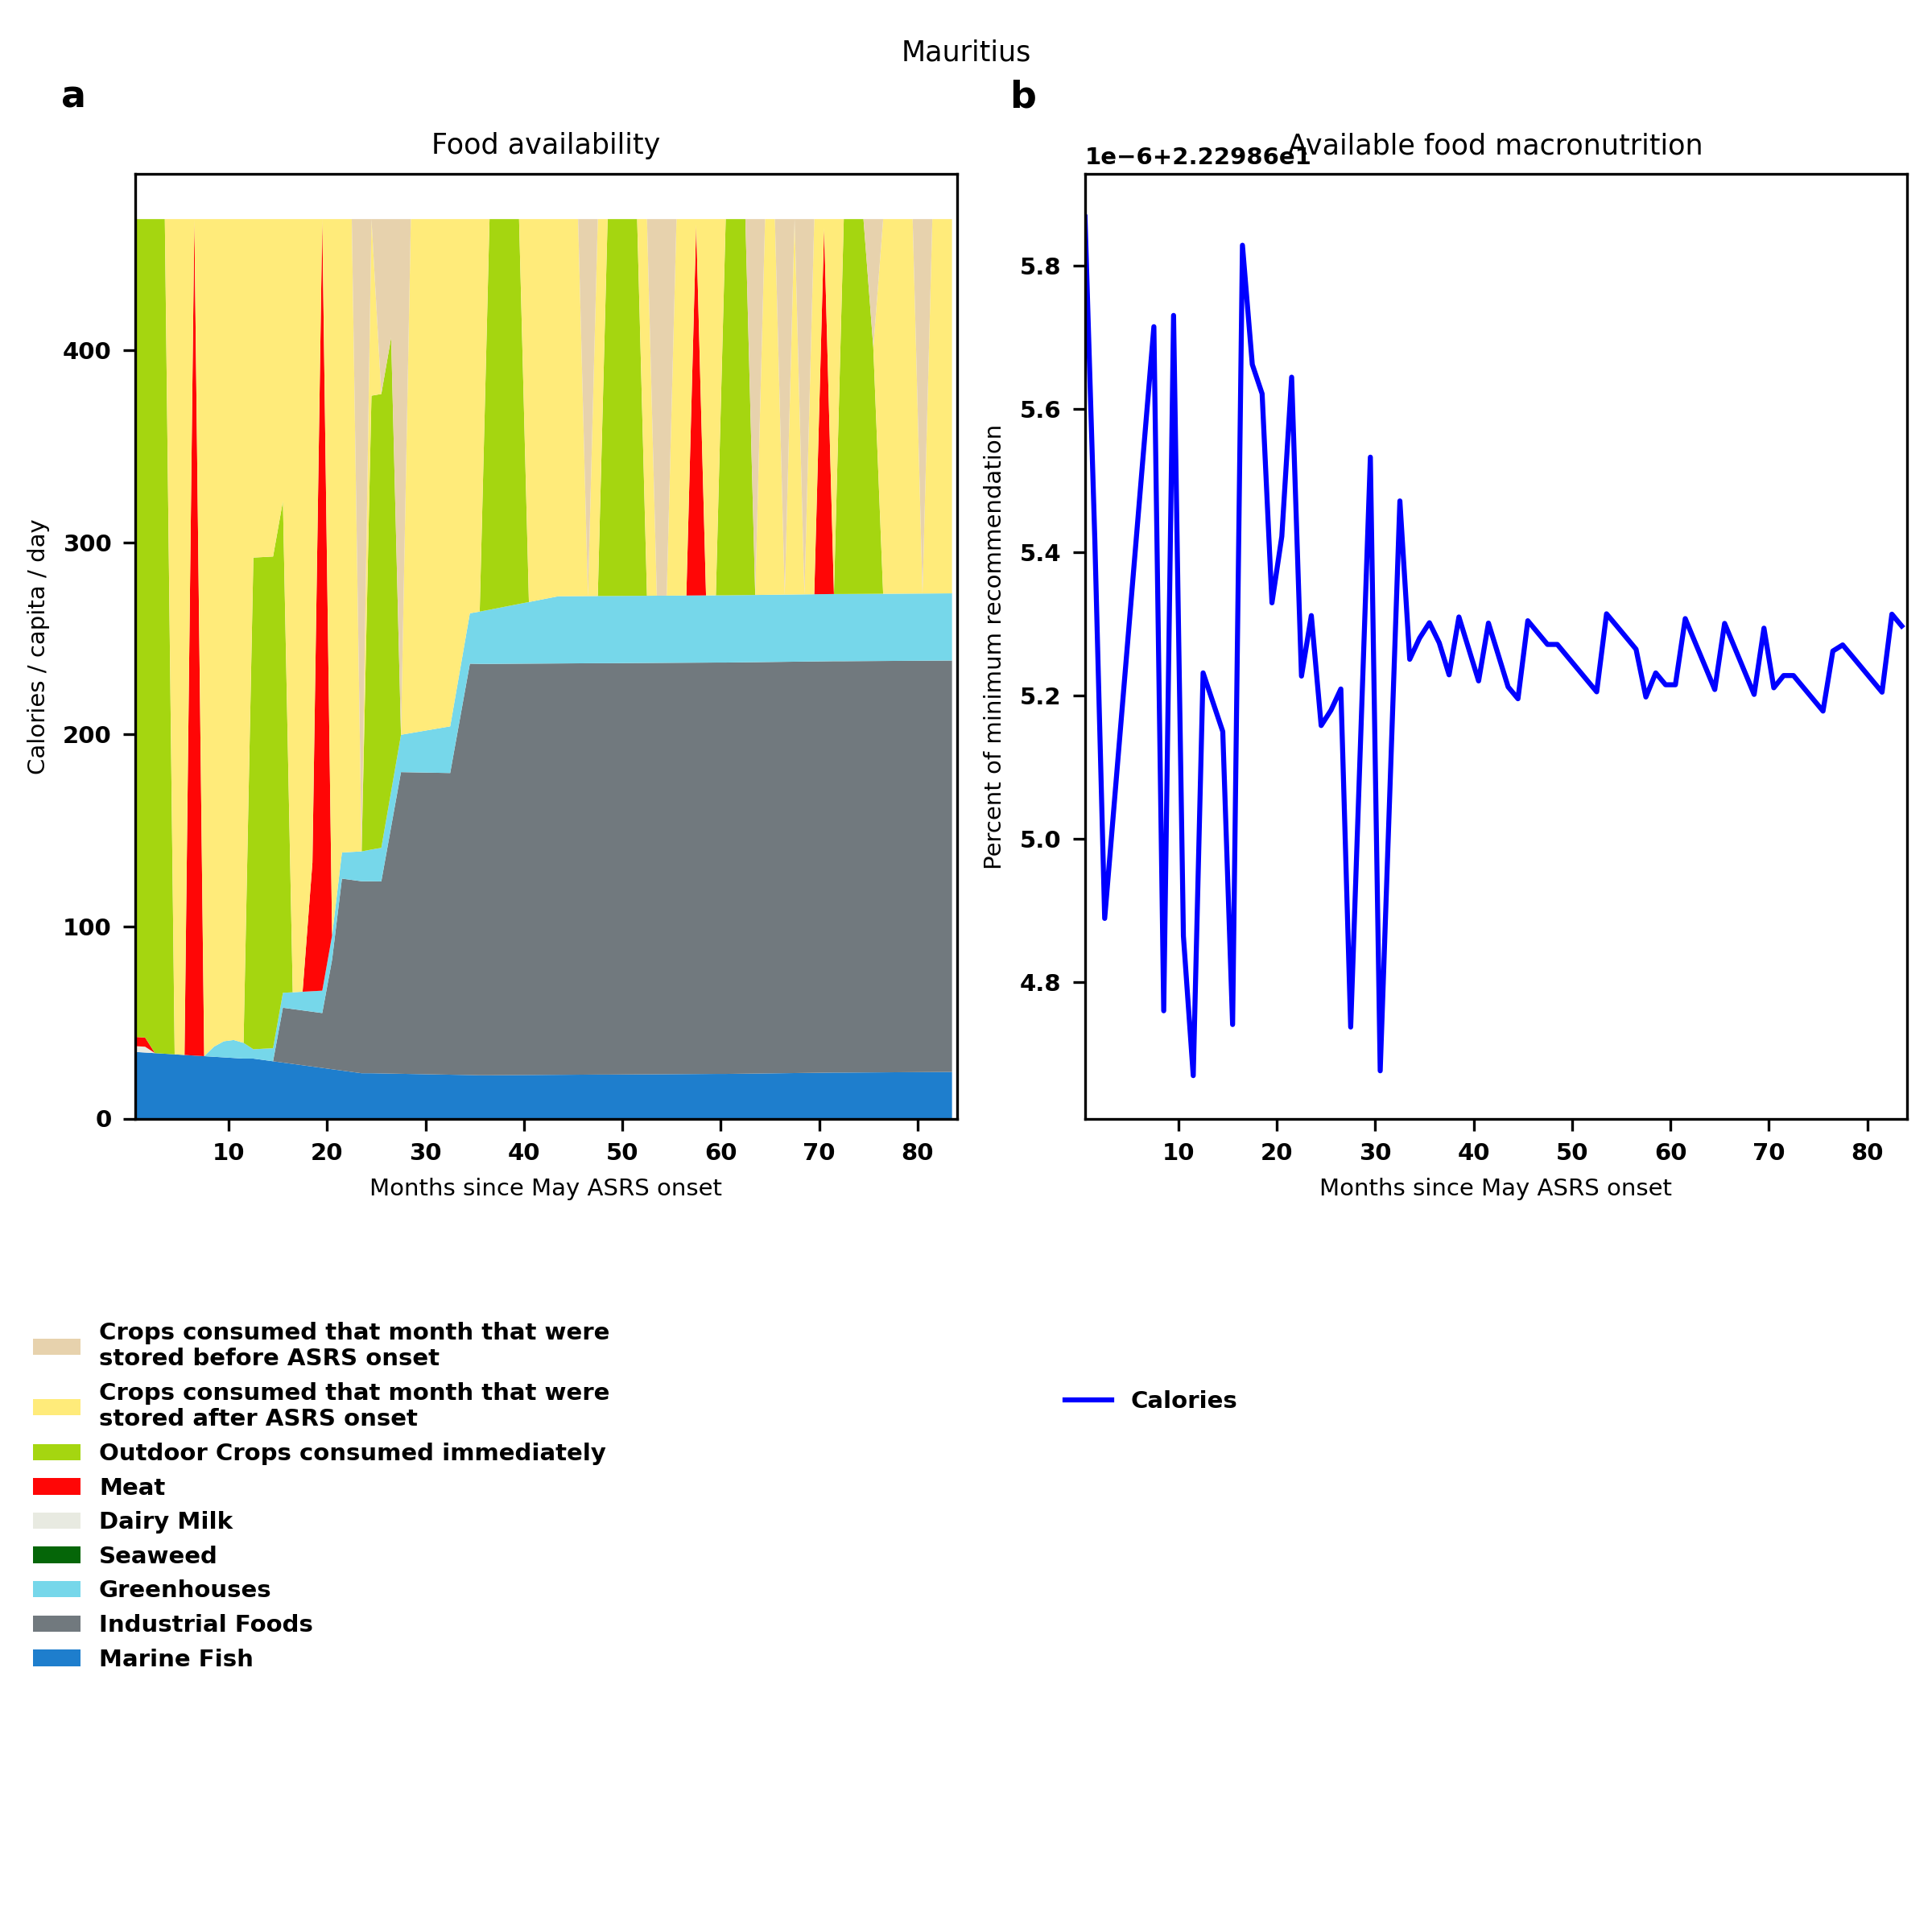 Mauritius
a
Food availability
Calories / capita / day
400
300
200
100
0
10 20 30 40 50 60 70 80
Months since May ASRS onset
b
Available food macronutrition
1e−6+2.22986e1
Percent of minimum recommendation
5.8
5.6
5.4
5.2
5.0
4.8
10 20 30 40 50 60 70 80
Months since May ASRS onset
Crops consumed that month that were
stored before ASRS onset
Crops consumed that month that were
stored after ASRS onset
Outdoor Crops consumed immediately
Meat
Dairy Milk
Seaweed
Greenhouses
Industrial Foods
Marine Fish
Calories